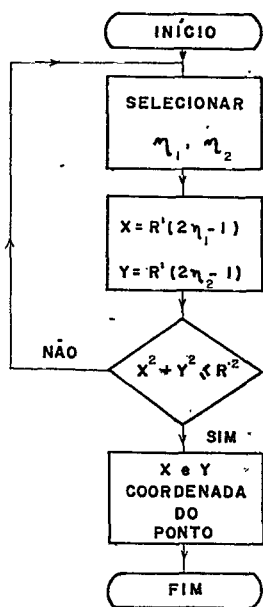 INÍCIO
SELECIONAR
η₁, η₂
X=R'(2η₁-1)
Y=R'(2η₂-1)
NÃO
X²+Y²≤R'²
SIM
X e Y
COORDENADA
DO
PONTO
FIM